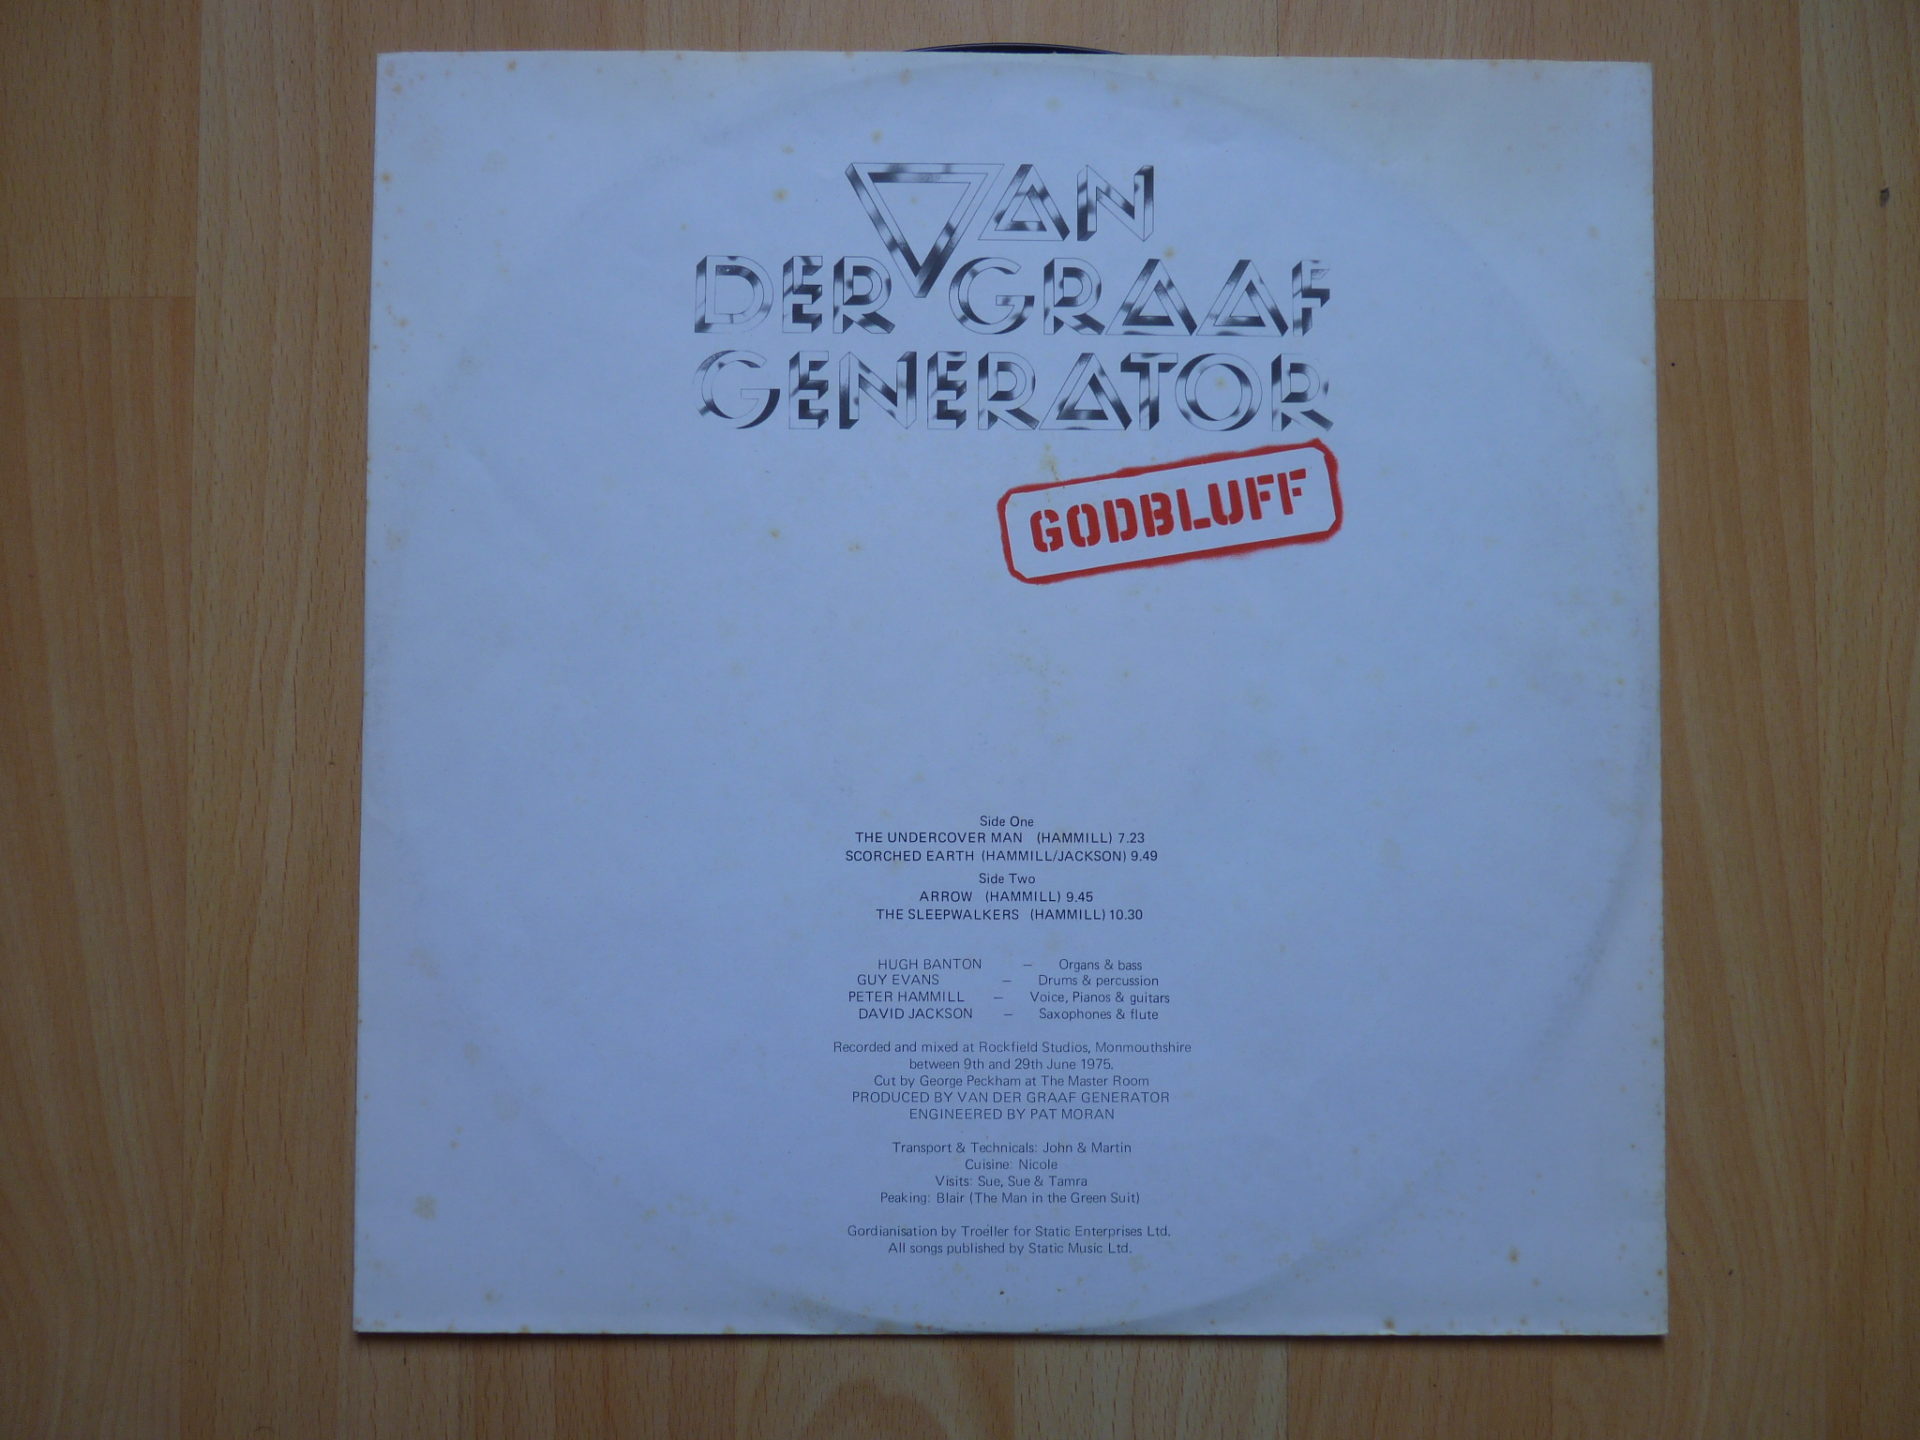 VAN
DER GRAAF
GENERATOR
GODBLUFF
Side One
THE UNDERCOVER MAN (HAMMILL) 7.23
SCORCHED EARTH (HAMMILL/JACKSON) 9.49
Side Two
ARROW (HAMMILL) 9.45
THE SLEEPWALKERS (HAMMILL) 10.30
HUGH BANTON – Organs & bass
GUY EVANS – Drums & percussion
PETER HAMMILL – Voice, Pianos & guitars
DAVID JACKSON – Saxophones & flute
Recorded and mixed at Rockfield Studios, Monmouthshire
between 9th and 29th June 1975.
Cut by George Peckham at The Master Room
PRODUCED BY VAN DER GRAAF GENERATOR
ENGINEERED BY PAT MORAN
Transport & Technicals: John & Martin
Cuisine: Nicole
Visits: Sue, Sue & Tamra
Peaking: Blair (The Man in the Green Suit)
Gordianisation by Troeller for Static Enterprises Ltd.
All songs published by Static Music Ltd.